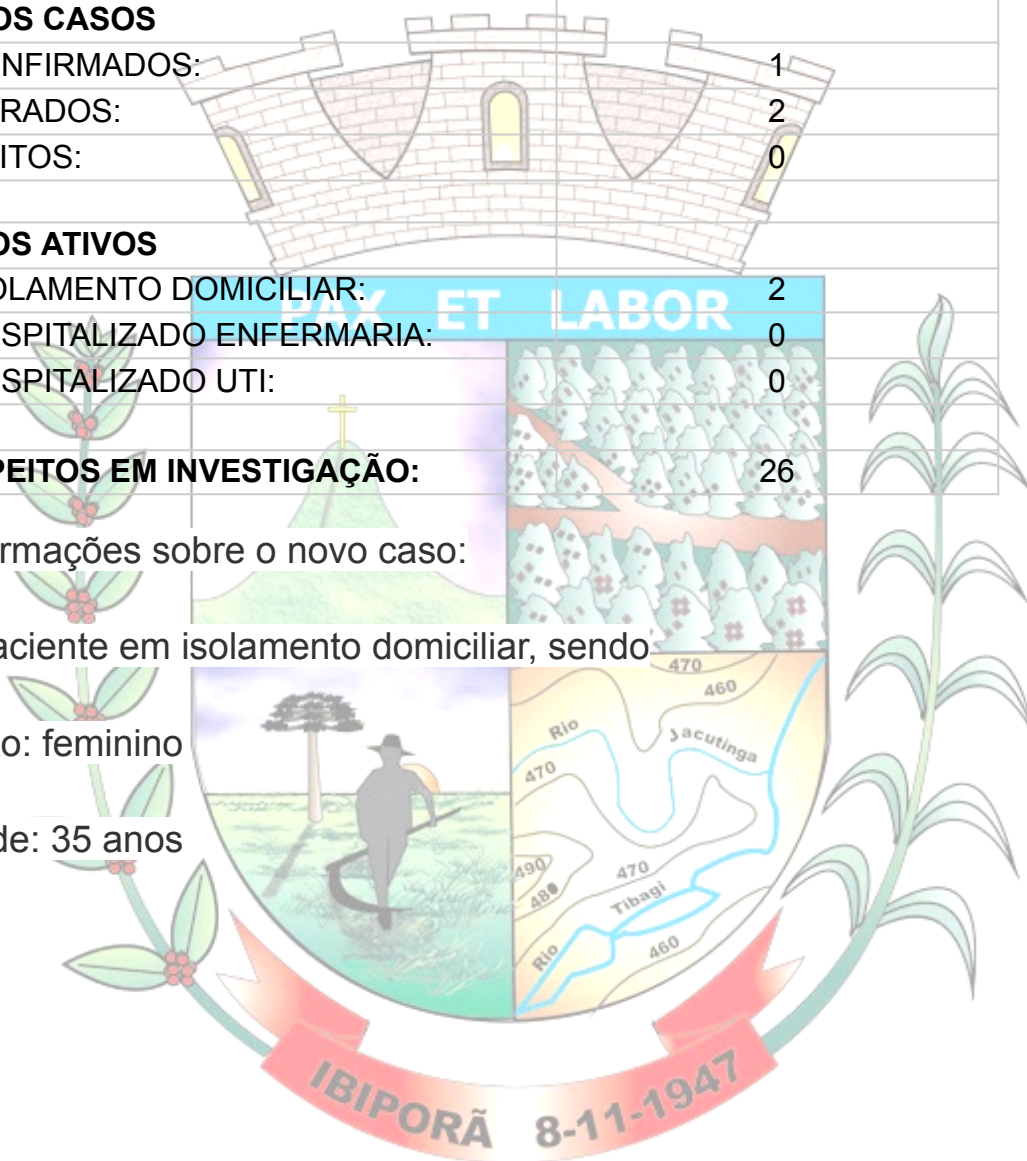 OS CASOS
NFIRMADOS: 1
RADOS: 2
ITOS: 0
OS ATIVOS
OLAMENTO DOMICILIAR: 2
SPITALIZADO ENFERMARIA: 0
SPITALIZADO UTI: 0
PEITOS EM INVESTIGAÇÃO: 26
rmações sobre o novo caso:
aciente em isolamento domiciliar, sendo
o: feminino
de: 35 anos
PAX ET LABOR
470
460
Rio Jacutinga
470
490
480
470
Rio Tibagi
460
IBIPORÃ 8-11-1947